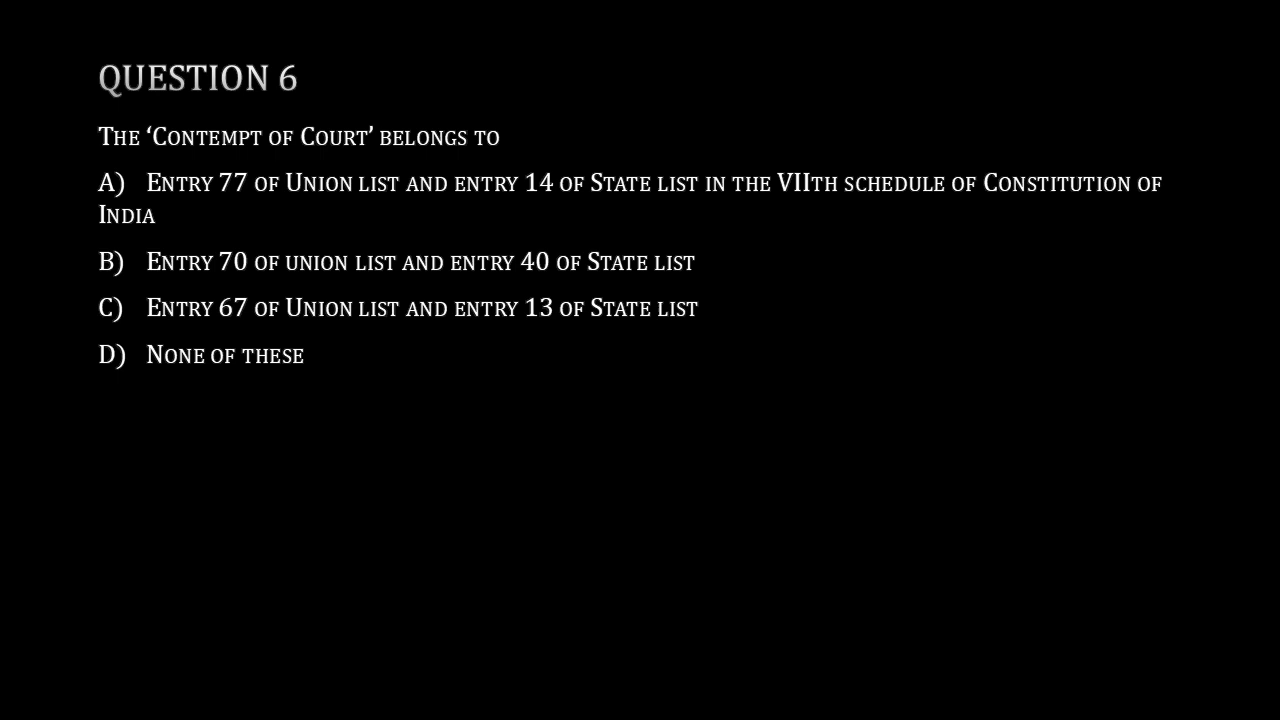 QUESTION 6
The ‘Contempt of Court’ belongs to
A) Entry 77 of Union list and entry 14 of State list in the VIIth schedule of Constitution of
India
B) Entry 70 of union list and entry 40 of State list
C) Entry 67 of Union list and entry 13 of State list
D) None of these